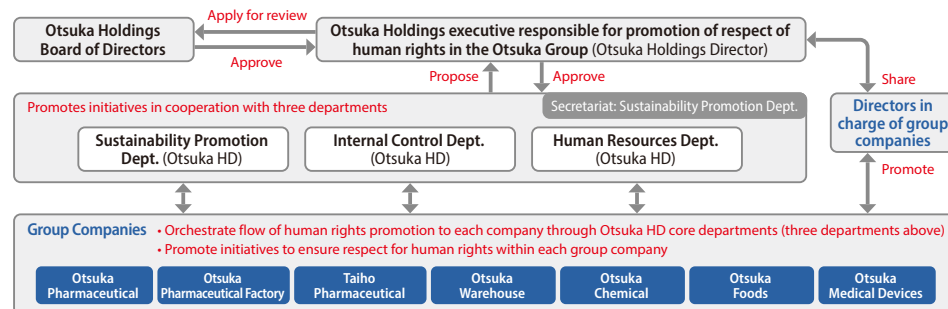 Apply for review
Otsuka Holdings
Board of Directors
Otsuka Holdings executive responsible for promotion of respect of
human rights in the Otsuka Group (Otsuka Holdings Director)
Approve
Propose
Approve
Share
Promotes initiatives in cooperation with three departments
Secretariat: Sustainability Promotion Dept.
Directors in
charge of group
companies
Sustainability Promotion
Dept. (Otsuka HD)
Internal Control Dept.
(Otsuka HD)
Human Resources Dept.
(Otsuka HD)
Promote
Group Companies
• Orchestrate flow of human rights promotion to each company through Otsuka HD core departments (three departments above)
• Promote initiatives to ensure respect for human rights within each group company
Otsuka
Pharmaceutical
Otsuka
Pharmaceutical Factory
Taiho
Pharmaceutical
Otsuka
Warehouse
Otsuka
Chemical
Otsuka
Foods
Otsuka
Medical Devices